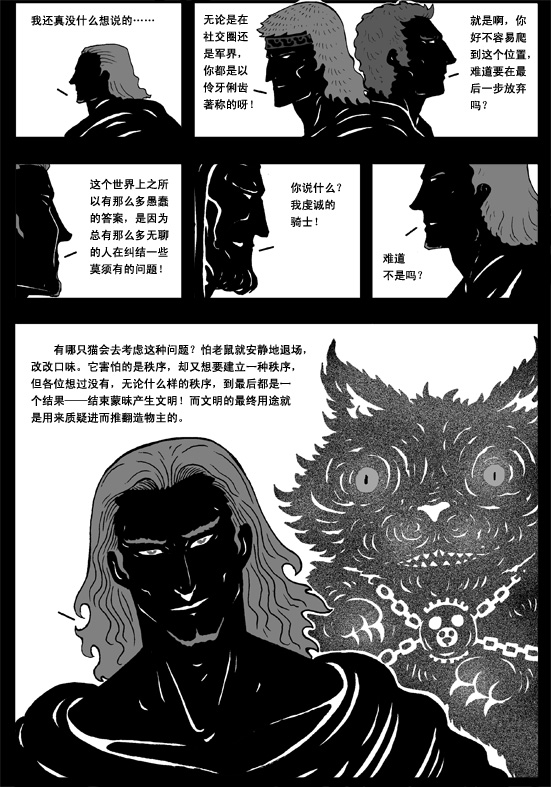 我还真没什么想说的……
无论是在
社交圈还
是军界,
你都是以
伶牙俐齿
著称的呀!
就是啊, 你
好不容易爬
到这个位置,
难道要在最
后一步放弃
吗?
这个世界上之所
以有那么多愚蠢
的答案, 是因为
总有那么多无聊
的人在纠结一些
莫须有的问题!
你说什么?
我虔诚的
骑士!
难道
不是吗?
有哪只猫会去考虑这种问题? 怕老鼠就安静地退场,
改改口味。它害怕的是秩序, 却又想要建立一种秩序,
但各位想过没有, 无论什么样的秩序, 到最后都是一
个结果——结束蒙昧产生文明! 而文明的最终用途就
是用来质疑进而推翻造物主的。